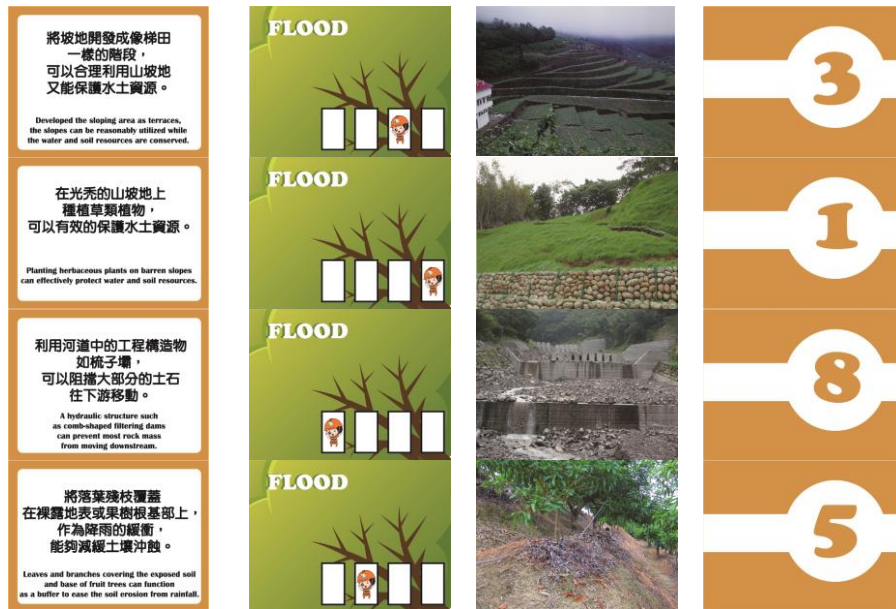 將坡地開發成像梯田
一樣的階段，
可以合理利用山坡地
又能保護水土資源。
Developed the sloping area as terraces,
the slopes can be reasonably utilized while
the water and soil resources are conserved.
FLOOD
3
在光禿的山坡地上
種植草類植物，
可以有效的保護水土資源。
Planting herbaceous plants on barren slopes
can effectively protect water and soil resources.
FLOOD
1
利用河道中的工程構造物
如梳子壩，
可以阻擋大部分的土石
往下游移動。
A hydraulic structure such
as comb-shaped filtering dams
can prevent most rock mass
from moving downstream.
FLOOD
8
將落葉殘枝覆蓋
在裸露地表或果樹根基部上，
作為降雨的緩衝，
能夠減緩土壤沖蝕。
Leaves and branches covering the exposed soil
and base of fruit trees can function
as a buffer to ease the soil erosion from rainfall.
FLOOD
5